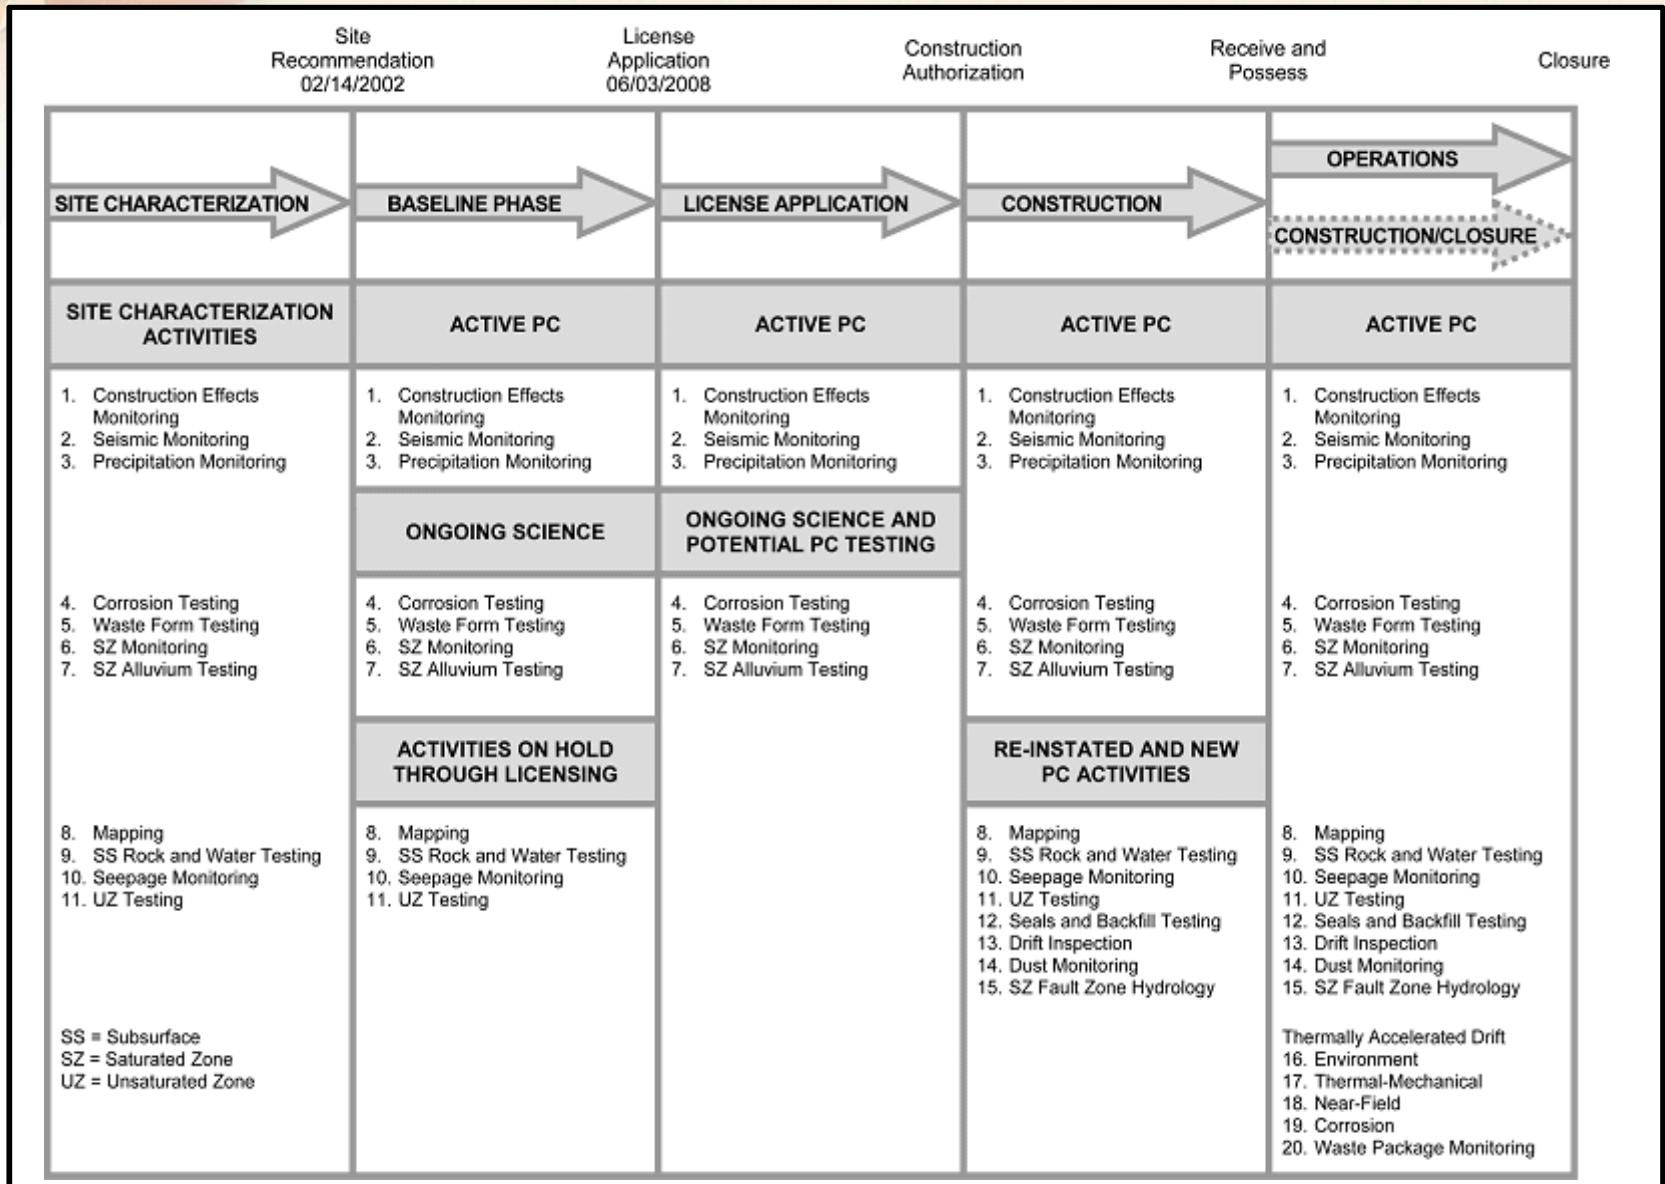 Site
Recommendation
02/14/2002
License
Application
06/03/2008
Construction
Authorization
Receive and
Possess
Closure
SITE CHARACTERIZATION
BASELINE PHASE
LICENSE APPLICATION
CONSTRUCTION
OPERATIONS
CONSTRUCTION/CLOSURE
SITE CHARACTERIZATION
ACTIVITIES
1. Construction Effects
Monitoring
2. Seismic Monitoring
3. Precipitation Monitoring
4. Corrosion Testing
5. Waste Form Testing
6. SZ Monitoring
7. SZ Alluvium Testing
8. Mapping
9. SS Rock and Water Testing
10. Seepage Monitoring
11. UZ Testing
SS = Subsurface
SZ = Saturated Zone
UZ = Unsaturated Zone
ACTIVE PC
1. Construction Effects
Monitoring
2. Seismic Monitoring
3. Precipitation Monitoring
ONGOING SCIENCE
4. Corrosion Testing
5. Waste Form Testing
6. SZ Monitoring
7. SZ Alluvium Testing
ACTIVITIES ON HOLD
THROUGH LICENSING
8. Mapping
9. SS Rock and Water Testing
10. Seepage Monitoring
11. UZ Testing
ACTIVE PC
1. Construction Effects
Monitoring
2. Seismic Monitoring
3. Precipitation Monitoring
ONGOING SCIENCE AND
POTENTIAL PC TESTING
4. Corrosion Testing
5. Waste Form Testing
6. SZ Monitoring
7. SZ Alluvium Testing
ACTIVE PC
1. Construction Effects
Monitoring
2. Seismic Monitoring
3. Precipitation Monitoring
4. Corrosion Testing
5. Waste Form Testing
6. SZ Monitoring
7. SZ Alluvium Testing
RE-INSTATED AND NEW
PC ACTIVITIES
8. Mapping
9. SS Rock and Water Testing
10. Seepage Monitoring
11. UZ Testing
12. Seals and Backfill Testing
13. Drift Inspection
14. Dust Monitoring
15. SZ Fault Zone Hydrology
ACTIVE PC
1. Construction Effects
Monitoring
2. Seismic Monitoring
3. Precipitation Monitoring
4. Corrosion Testing
5. Waste Form Testing
6. SZ Monitoring
7. SZ Alluvium Testing
8. Mapping
9. SS Rock and Water Testing
10. Seepage Monitoring
11. UZ Testing
12. Seals and Backfill Testing
13. Drift Inspection
14. Dust Monitoring
15. SZ Fault Zone Hydrology
Thermally Accelerated Drift
16. Environment
17. Thermal-Mechanical
18. Near-Field
19. Corrosion
20. Waste Package Monitoring